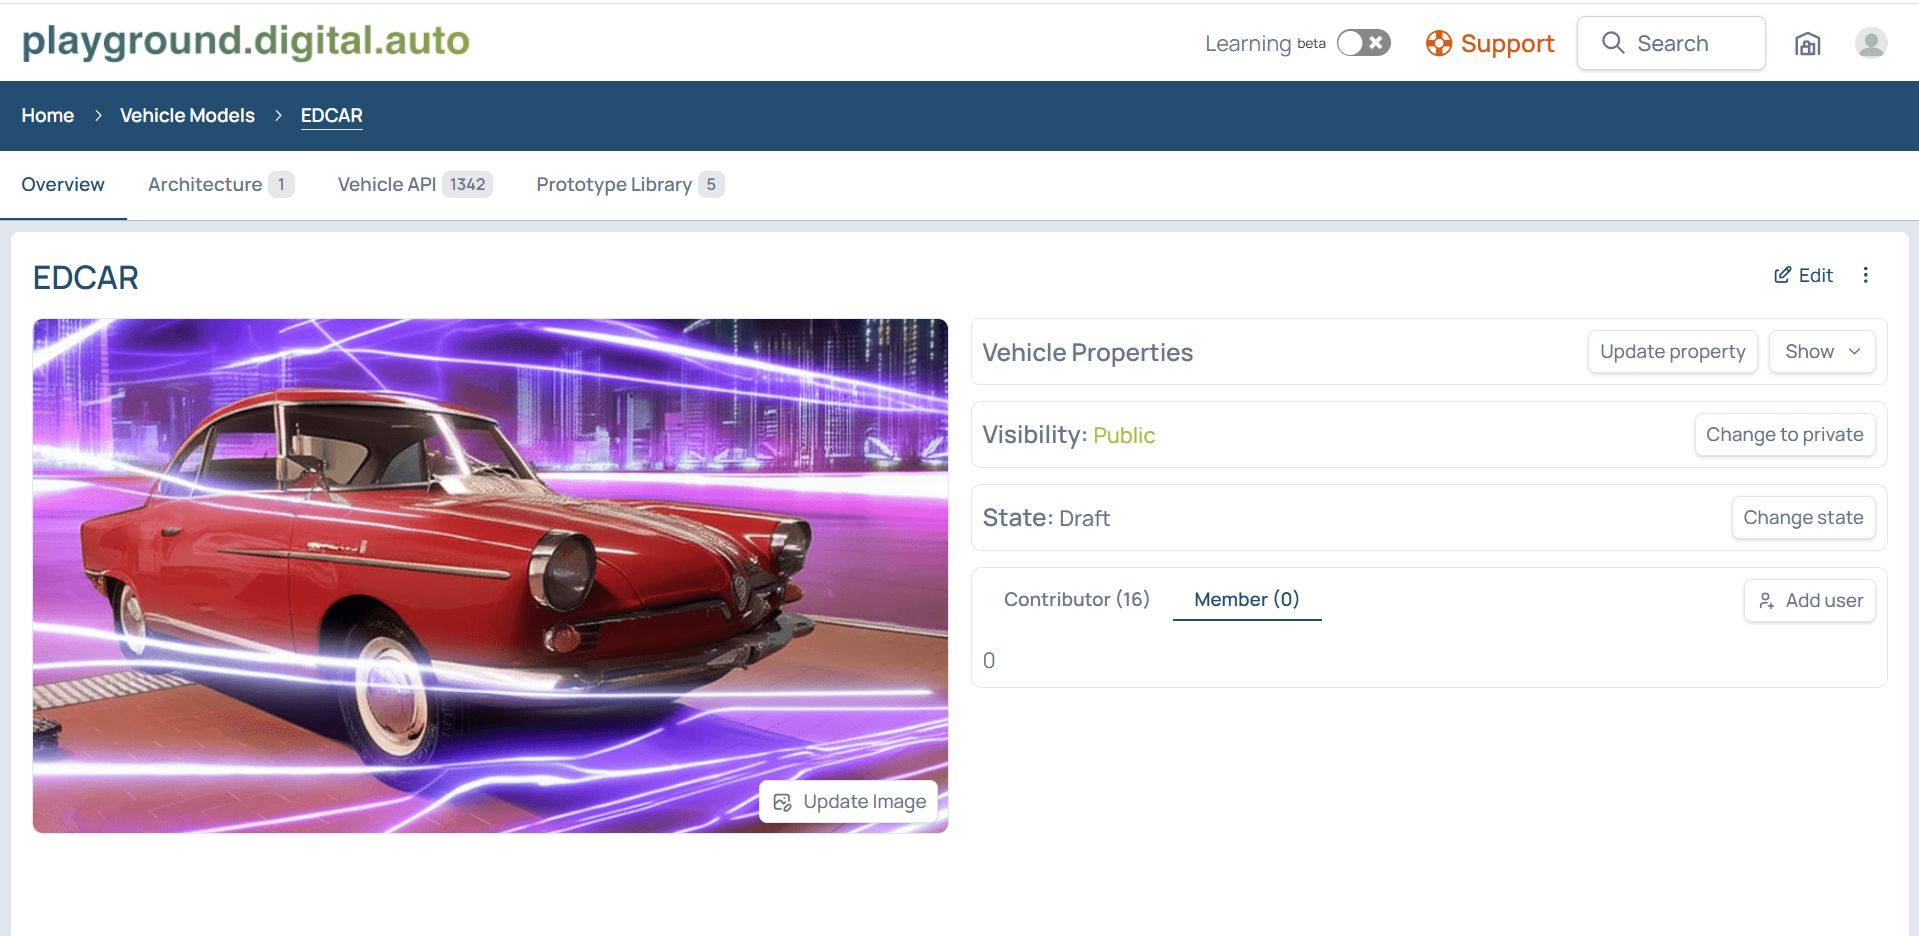 playground.digital.auto
Learning beta
Support
Search
Home > Vehicle Models > EDCAR
Overview
Architecture 1
Vehicle API 1342
Prototype Library 5
EDCAR
Edit
Vehicle Properties
Update property
Show
Visibility: Public
Change to private
State: Draft
Change state
Contributor (16)
Member (0)
Add user
0
Update Image